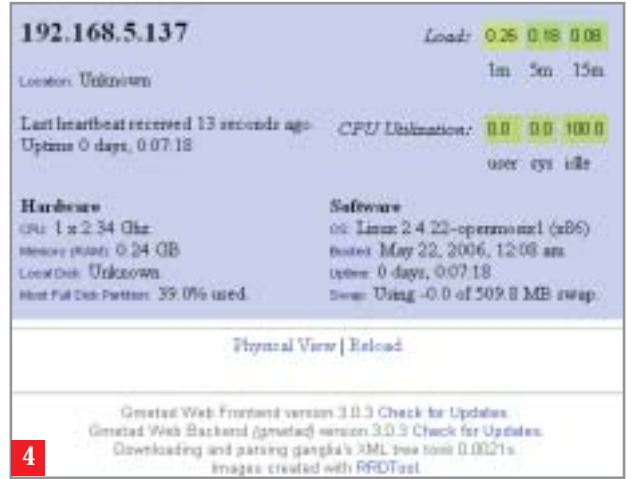 192.168.5.137
Load: 0.26 0.18 0.08
1m 5m 15m
Location: Unknown
Last heartbeat received 13 seconds ago.
Uptime 0 days, 0:07:18
CPU Utilization: 0.0 0.0 100.0
user sys idle
Hardware
CPU: 1 x 2.34 Ghz
Memory (RAM): 0.24 GB
Local Disk: Unknown
Most Full Disk Partition: 39.0% used.
Software
OS: Linux 2.4.22-openmosix1 (x86)
Booted: May 22, 2006, 12:08 am
Uptime: 0 days, 0:07:18
Swap: Using -0.0 of 509.8 MB swap.
Physical View | Reload
Gmetad Web Frontend version 3.0.3 Check for Updates.
Gmetad Web Backend (gmetad) version 3.0.3 Check for Updates.
Downloading and parsing ganglia's XML tree took 0.0021s.
Images created with RRDTool.
4